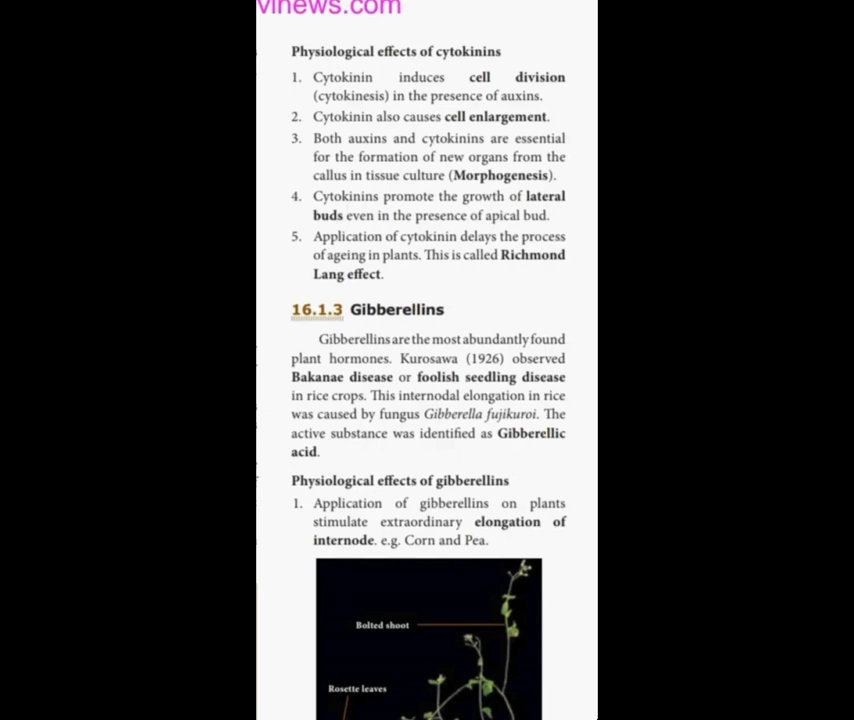 vinews.com
Physiological effects of cytokinins
1. Cytokinin induces cell division
(cytokinesis) in the presence of auxins.
2. Cytokinin also causes cell enlargement.
3. Both auxins and cytokinins are essential
for the formation of new organs from the
callus in tissue culture (Morphogenesis).
4. Cytokinins promote the growth of lateral
buds even in the presence of apical bud.
5. Application of cytokinin delays the process
of ageing in plants. This is called Richmond
Lang effect.
16.1.3 Gibberellins
Gibberellins are the most abundantly found
plant hormones. Kurosawa (1926) observed
Bakanae disease or foolish seedling disease
in rice crops. This internodal elongation in rice
was caused by fungus Gibberella fujikuroi. The
active substance was identified as Gibberellic
acid.
Physiological effects of gibberellins
1. Application of gibberellins on plants
stimulate extraordinary elongation of
internode. e.g. Corn and Pea.
Bolted shoot
Rosette leaves